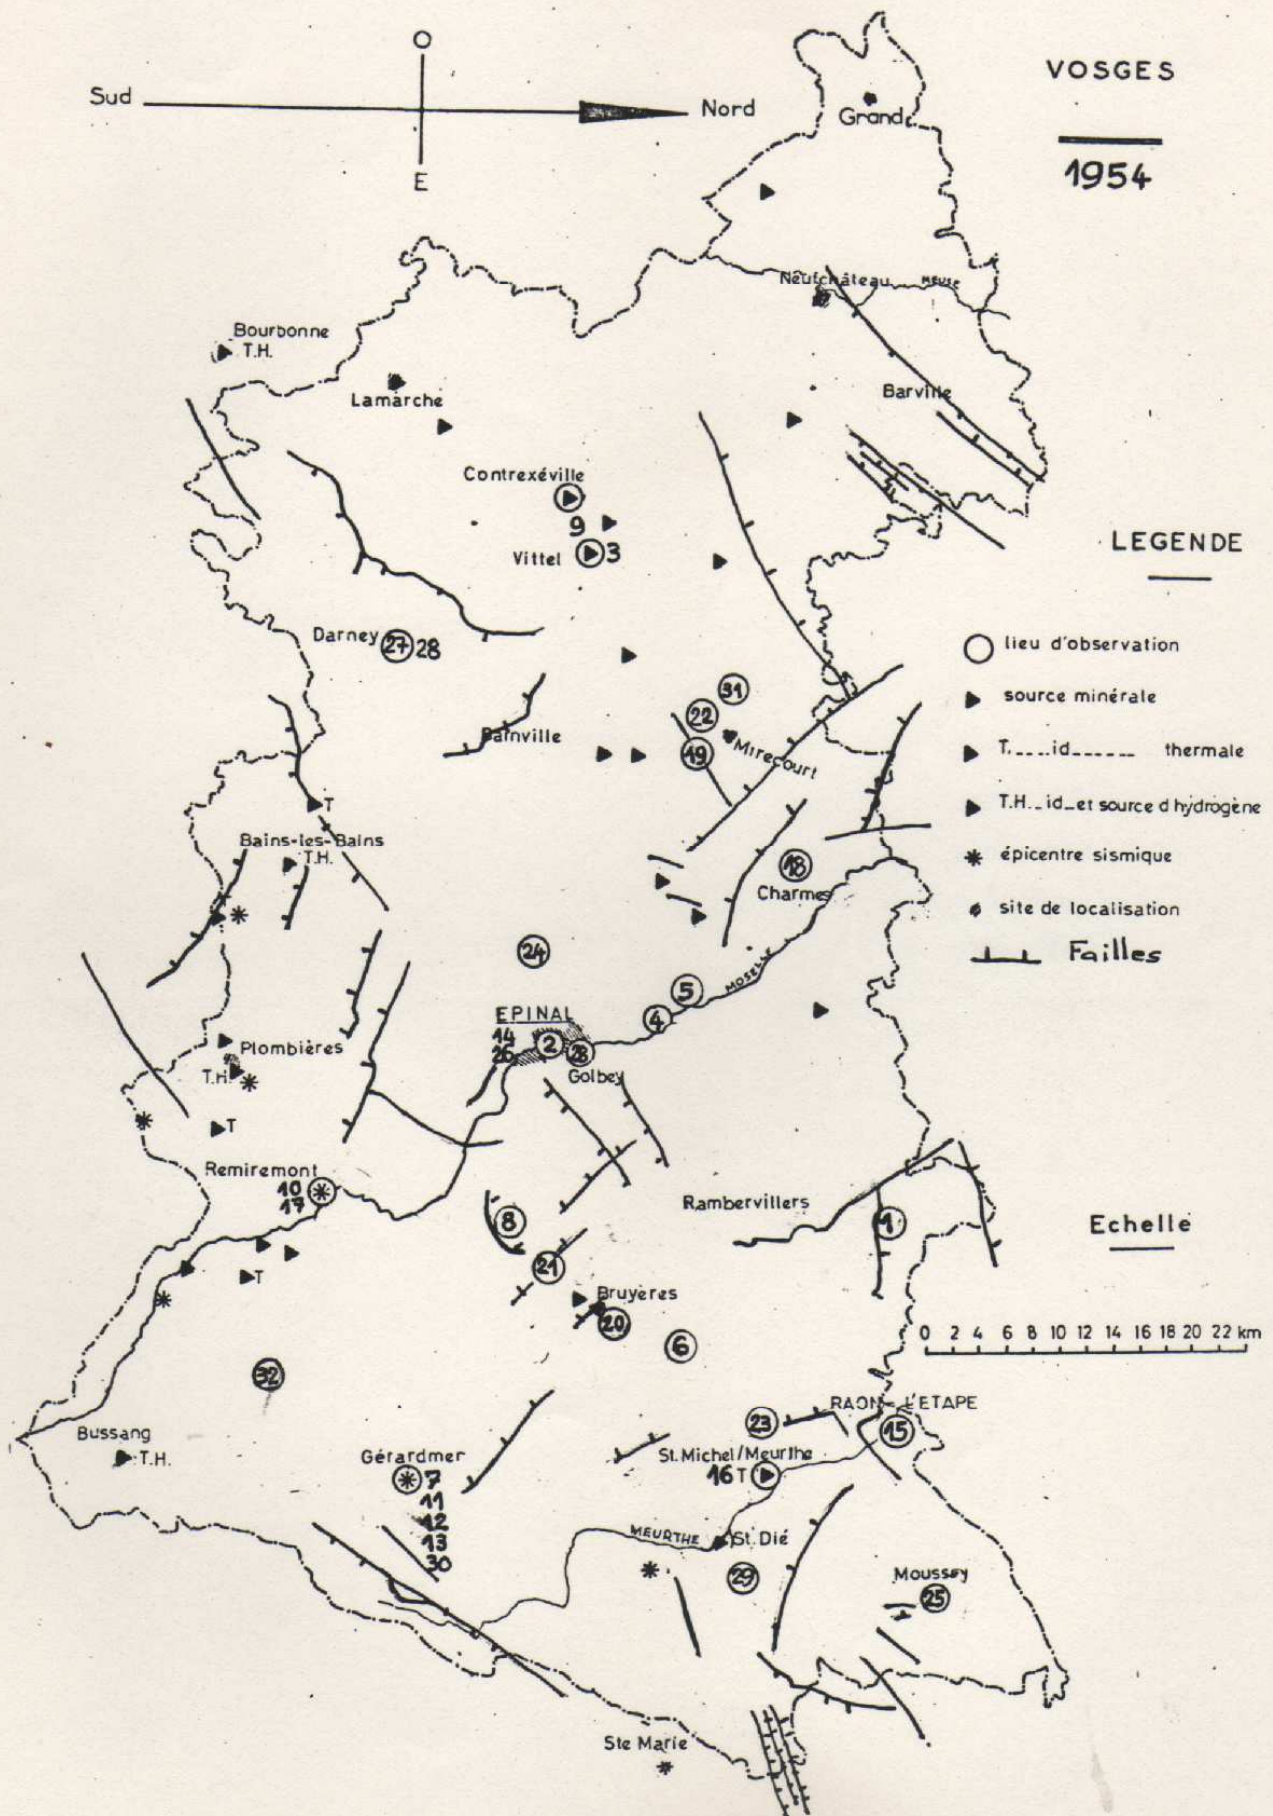 VOSGES
1954
O
Sud
Nord
E
Grand
Neufchâteau
MEUSE
Bourbonne
T.H.
Lamarche
Barville
Contrexéville
9
Vittel
3
LEGENDE
lieu d'observation
source minérale
T.----id------ thermale
T.H.-id-et source d'hydrogène
épicentre sismique
site de localisation
Failles
Darney
27
28
31
22
19
Mirecourt
Bainville
T
Bains-les-Bains
T.H.
18
Charmes
24
MOSELLE
5
4
EPINAL
14
26
2
28
Golbey
Plombières
T.H.
T
Remiremont
10
17
Rambervillers
8
1
Echelle
21
T
Bruyères
20
6
0 2 4 6 8 10 12 14 16 18 20 22 km
32
RAON-L'ETAPE
23
15
Bussang
T.H.
Gérardmer
7
11
12
13
30
St.Michel/Meurthe
16 T
MEURTHE
St.Dié
29
Moussey
25
Ste Marie